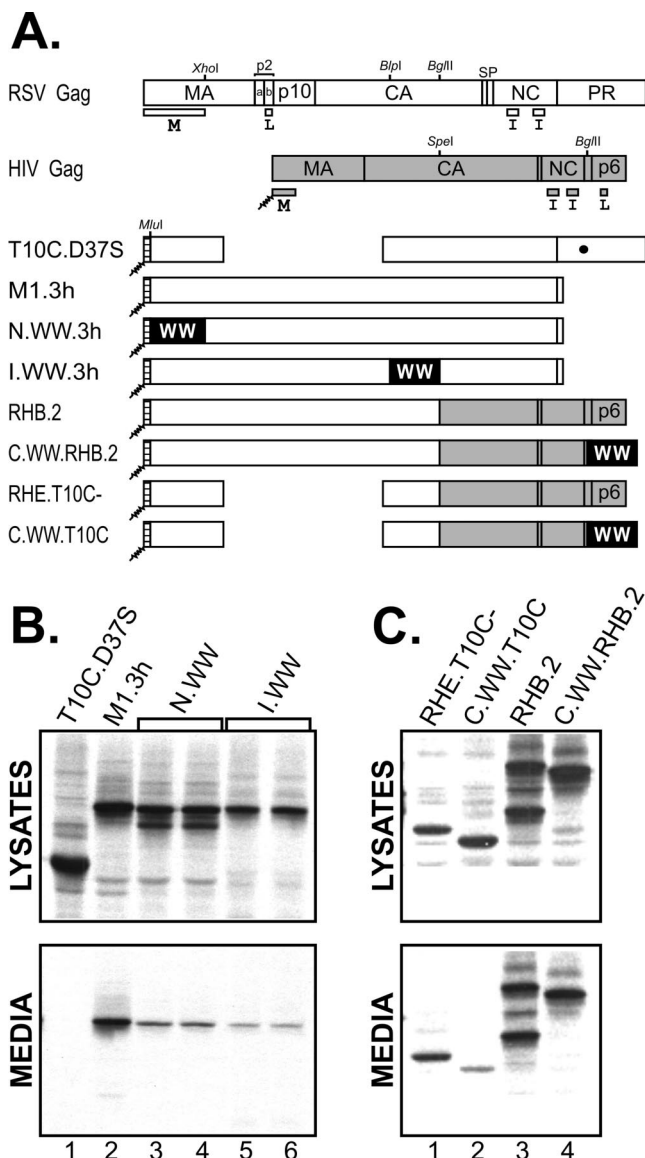 A.
XhoI p2 BlpI BglII SP
RSV Gag MA a b p10 CA NC PR
M L I I
SpeI BglII
HIV Gag MA CA NC p6
M I I L
MluI
T10C.D37S
M1.3h
N.WW.3h WW
I.WW.3h WW
RHB.2 p6
C.WW.RHB.2 WW
RHE.T10C- p6
C.WW.T10C WW
B.
T10C.D37S M1.3h N.WW I.WW
LYSATES
MEDIA
1 2 3 4 5 6
C.
RHE.T10C- C.WW.T10C RHB.2 C.WW.RHB.2
LYSATES
MEDIA
1 2 3 4